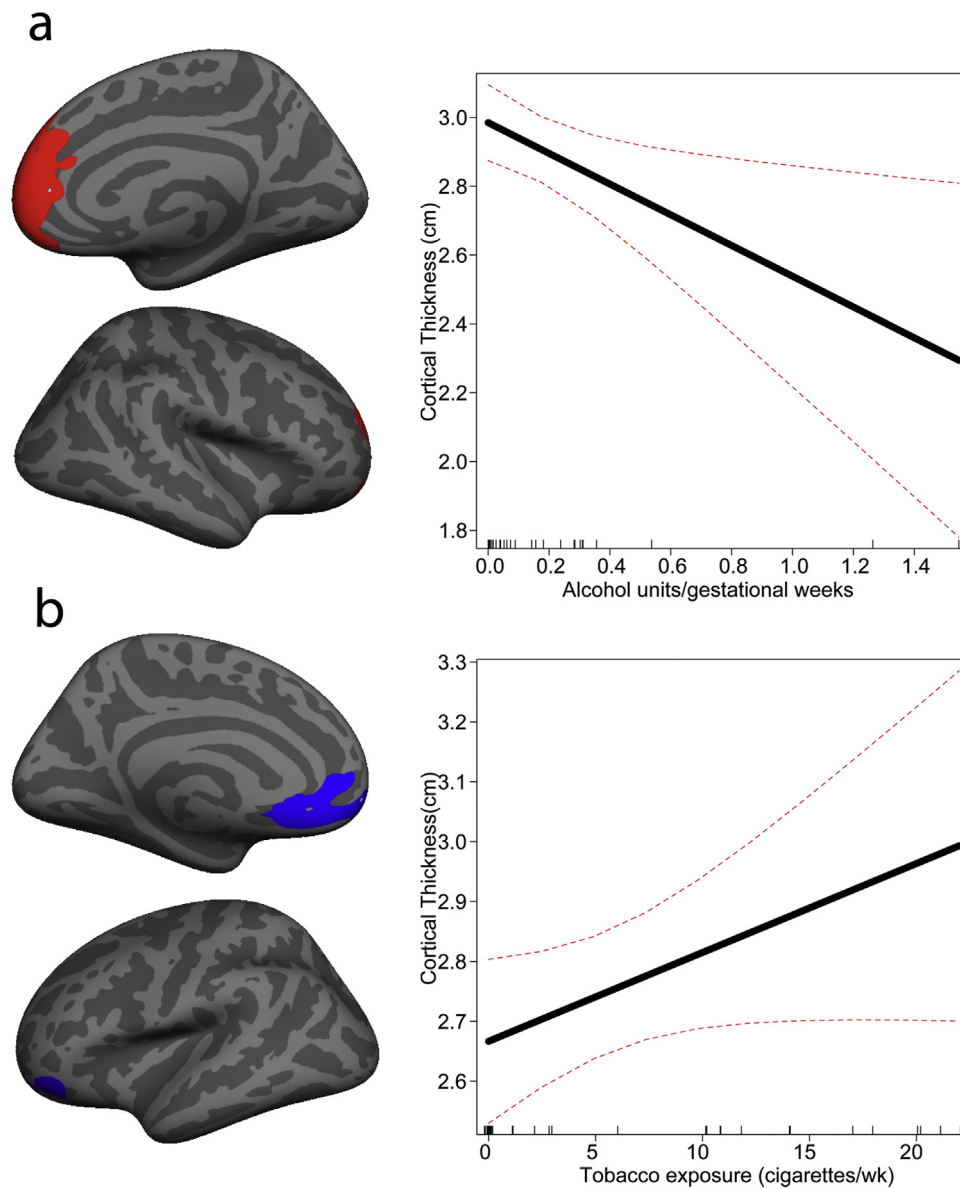 a
3.0
2.8
2.6
2.4
2.2
2.0
1.8
Cortical Thickness (cm)
0.0 0.2 0.4 0.6 0.8 1.0 1.2 1.4
Alcohol units/gestational weeks
b
3.3
3.2
3.1
3.0
2.9
2.8
2.7
2.6
Cortical Thickness(cm)
0 5 10 15 20
Tobacco exposure (cigarettes/wk)